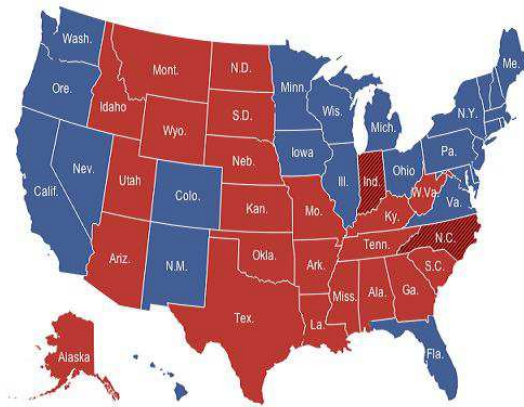 Wash.
Mont.
N.D.
Minn.
Me.
Ore.
Idaho
S.D.
Wis.
Mich.
N.Y.
Wyo.
Neb.
Iowa
Pa.
Nev.
Utah
Colo.
Ill.
Ind.
Ohio
W.Va.
Va.
Calif.
Kan.
Mo.
Ky.
Ariz.
N.M.
Okla.
Ark.
Tenn.
N.C.
S.C.
Tex.
La.
Miss.
Ala.
Ga.
Fla.
Alaska